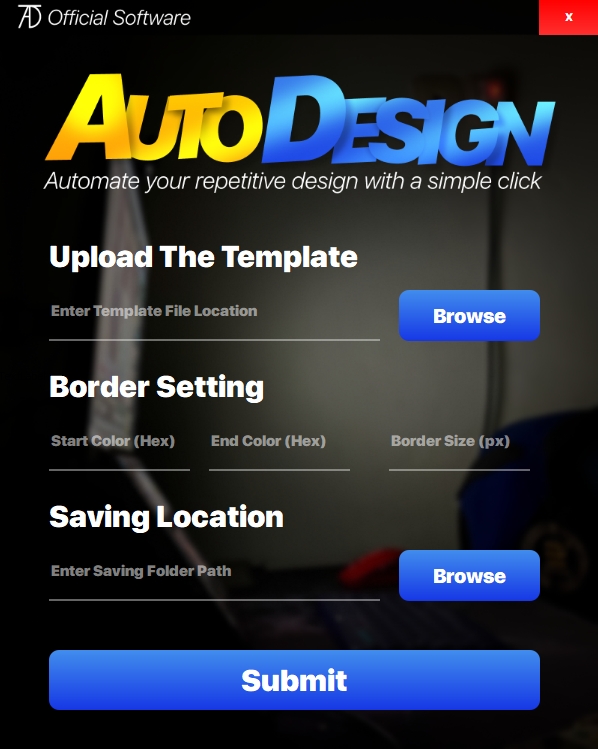 AD Official Software
x
AutoDesign
Automate your repetitive design with a simple click
Upload The Template
Enter Template File Location
Browse
Border Setting
Start Color (Hex) End Color (Hex) Border Size (px)
Saving Location
Enter Saving Folder Path
Browse
Submit